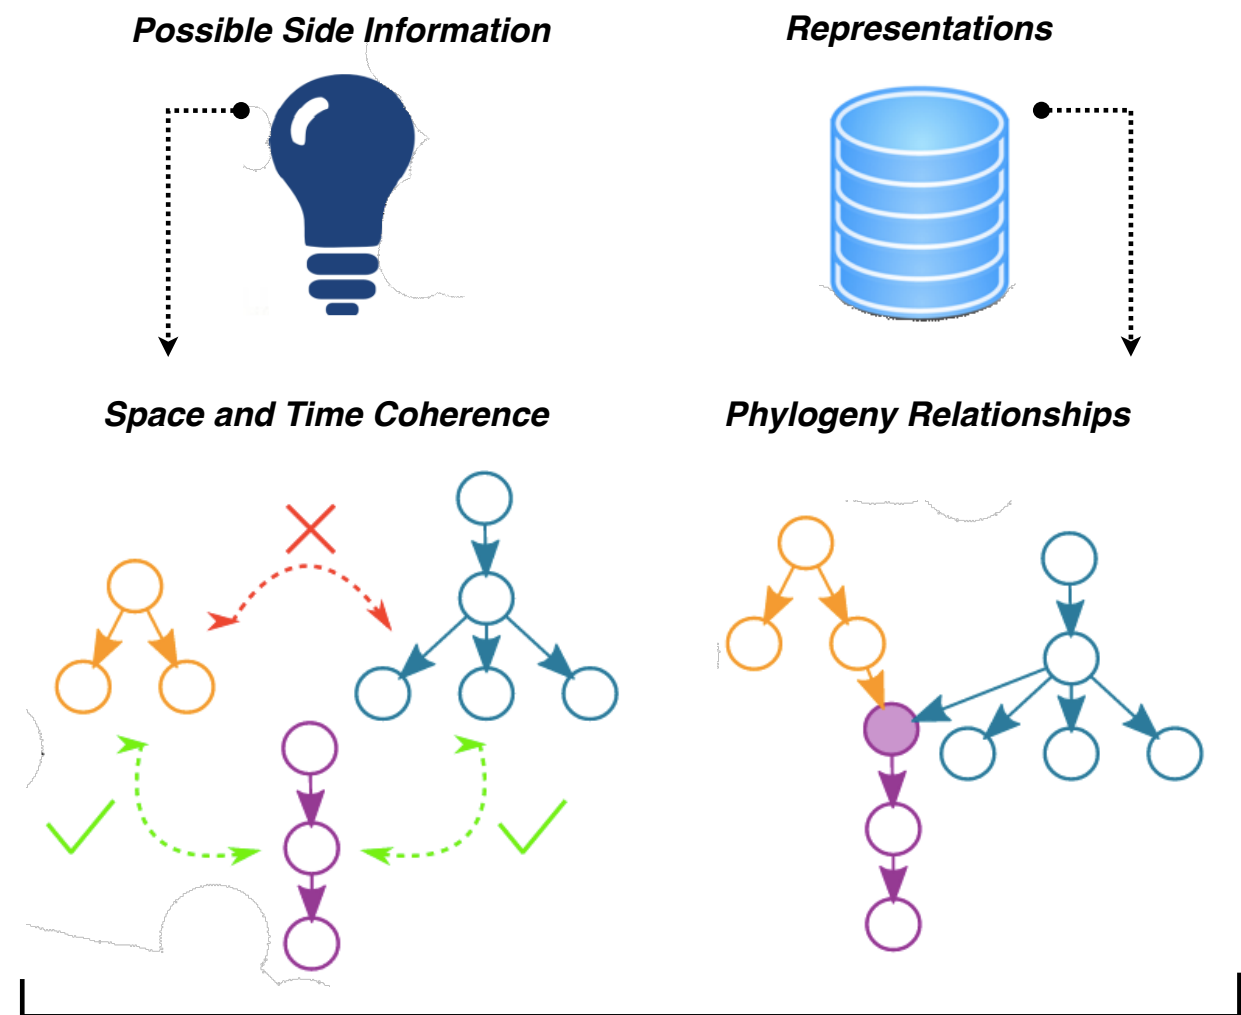 Possible Side Information
Representations
Space and Time Coherence
Phylogeny Relationships